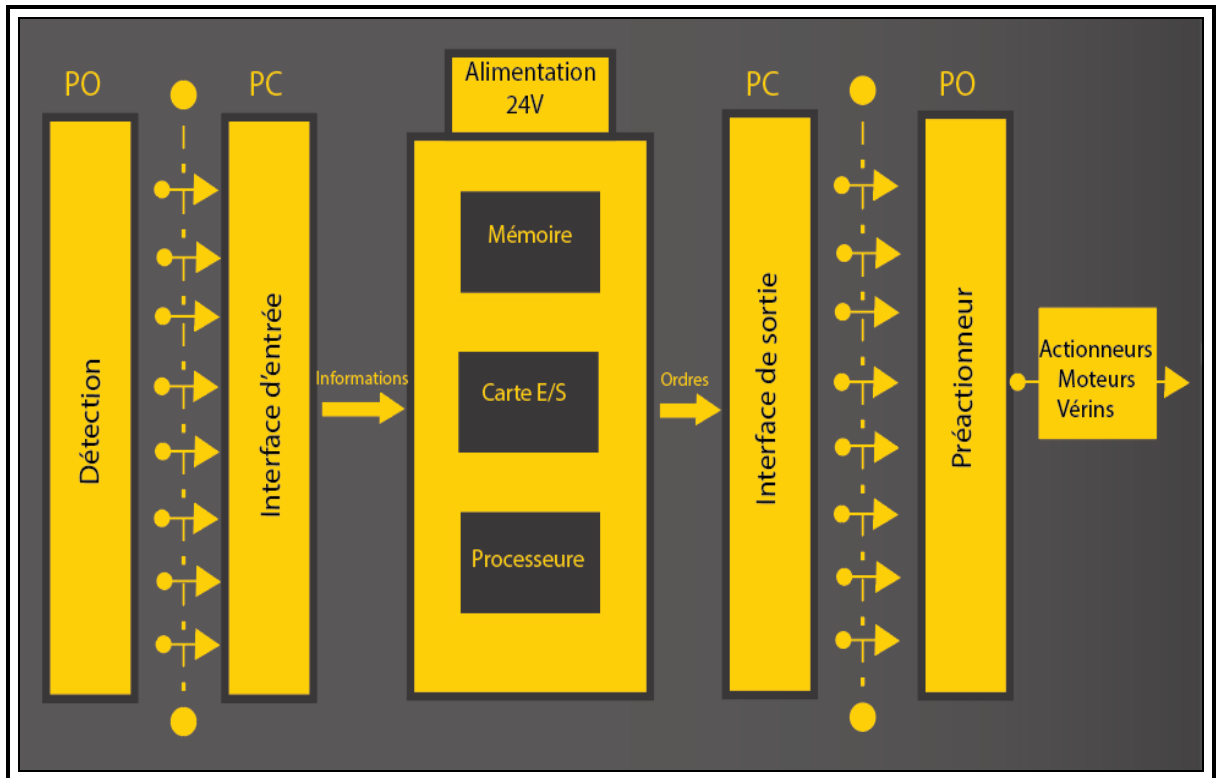 PO
PC
Alimentation
24V
PC
PO
Détection
Interface d'entrée
Informations
Mémoire
Carte E/S
Processeure
Ordres
Interface de sortie
Préactionneur
Actionneurs
Moteurs
Vérins